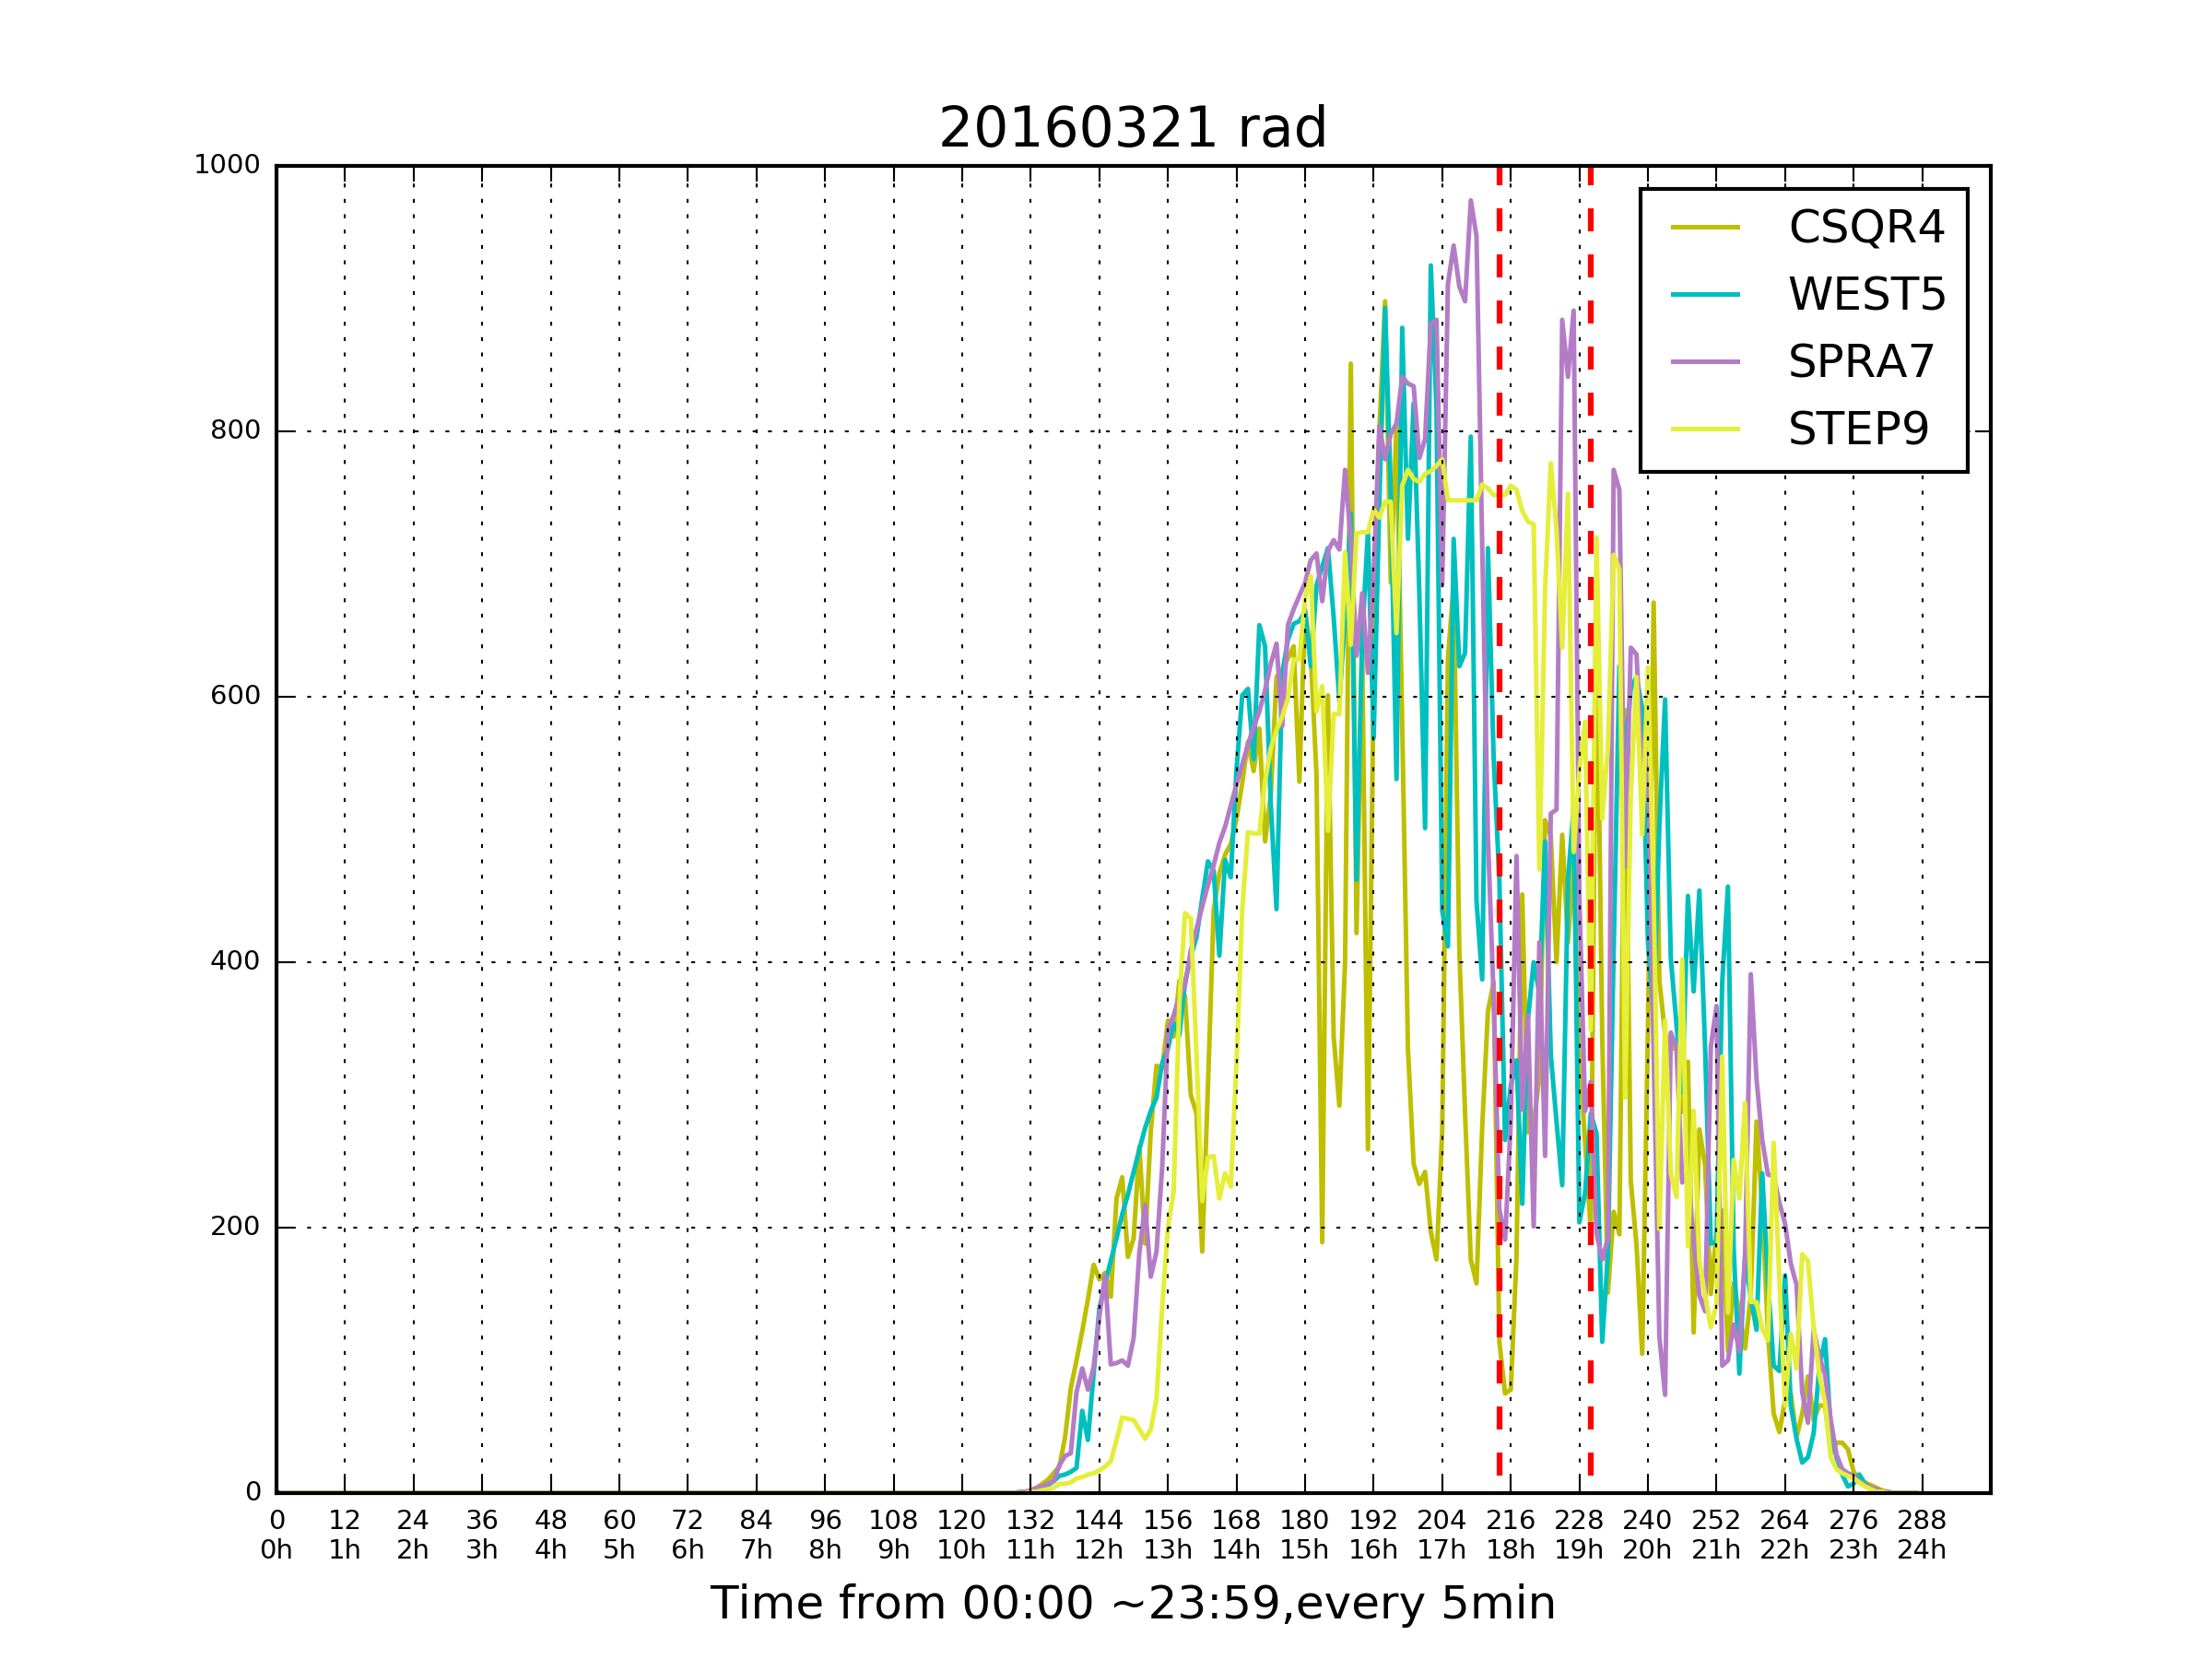 20160321 rad
1000
800
600
400
200
0
CSQR4
WEST5
SPRA7
STEP9
0 12 24 36 48 60 72 84 96 108 120 132 144 156 168 180 192 204 216 228 240 252 264 276 288
0h 1h 2h 3h 4h 5h 6h 7h 8h 9h 10h 11h 12h 13h 14h 15h 16h 17h 18h 19h 20h 21h 22h 23h 24h
Time from 00:00 ~23:59,every 5min